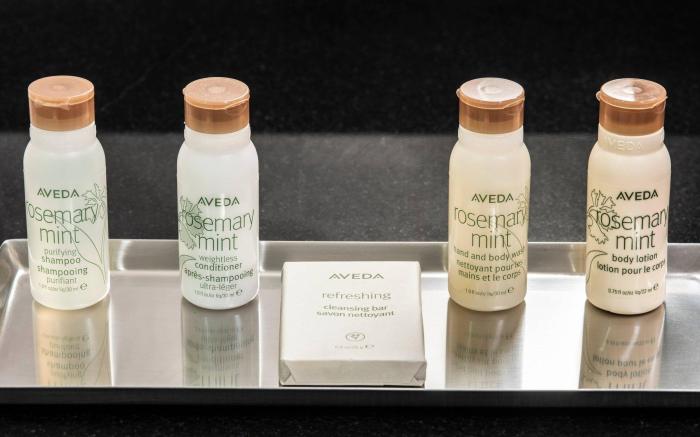 AVEDA
rosemary
mint
purifying
shampoo
shampooing
purifiant
AVEDA
rosemary
mint
weightless
conditioner
après-shampooing
ultra-léger
AVEDA
refreshing
cleansing bar
savon nettoyant
AVEDA
rosemary
mint
hand and body wash
nettoyant pour les
mains et le corps
AVEDA
AVEDA
rosemary
mint
body lotion
lotion pour le corps